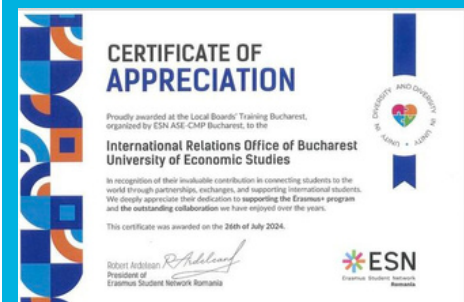 CERTIFICATE OF
APPRECIATION
Proudly awarded at the Local Boards' Training Bucharest,
organized by ESN ASE-CMP Bucharest, to the
International Relations Office of Bucharest
University of Economic Studies
In recognition of their invaluable contribution in connecting students to the
world through partnerships, exchanges, and supporting international students.
We deeply appreciate their dedication to supporting the Erasmus+ program
and the outstanding collaboration we have enjoyed over the years.
This certificate was awarded on the 26th of July 2024.
Robert Ardelean R Ardelean
President of
Erasmus Student Network Romania
UNITY IN DIVERSITY AND DIVERSITY IN UNITY
ESN
Erasmus Student Network
Romania